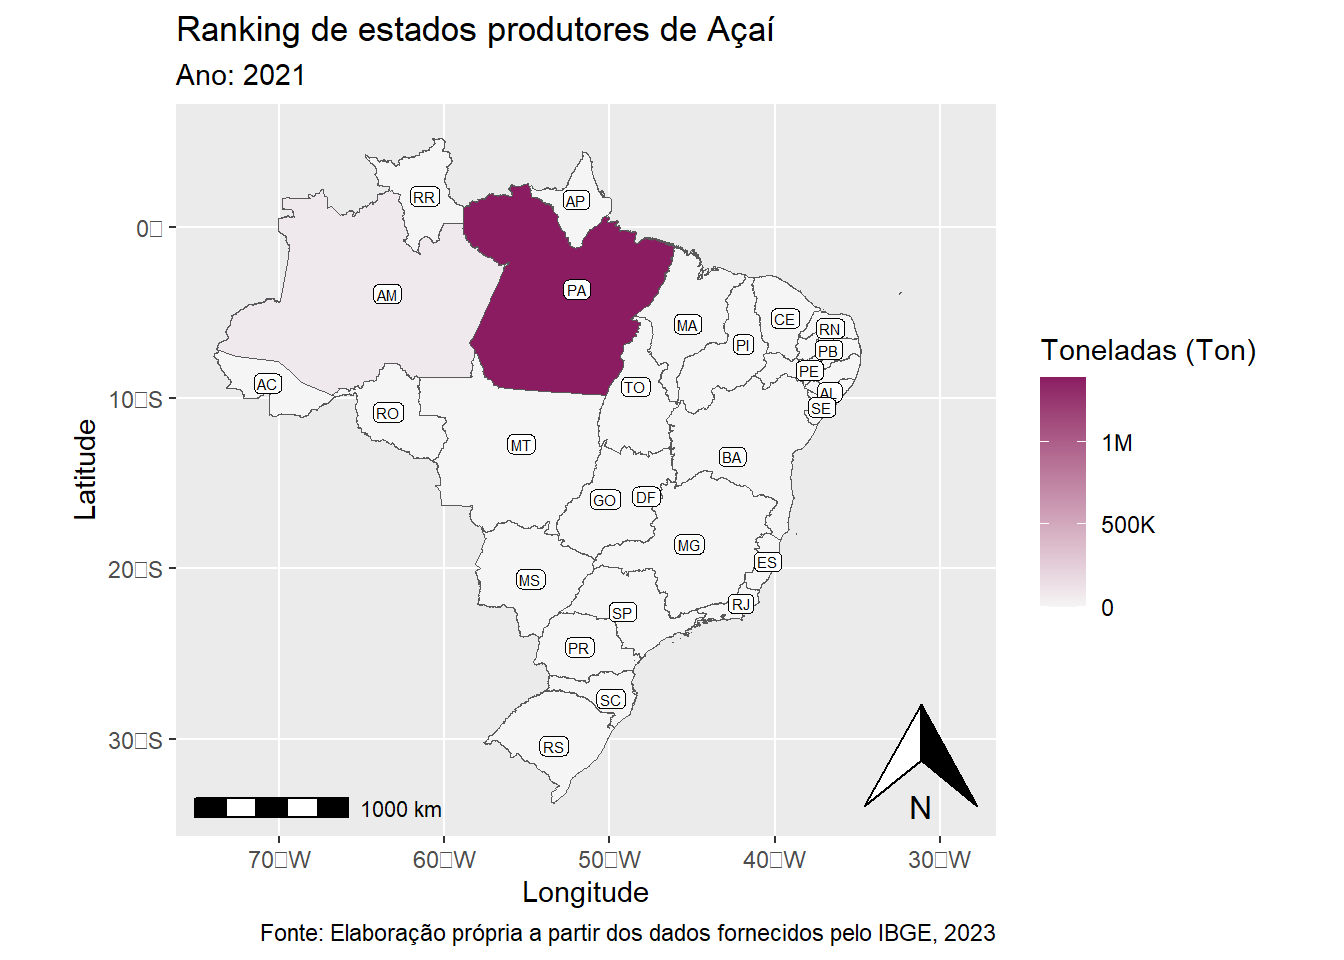 Ranking de estados produtores de Açaí
Ano: 2021
RR
AP
0□
AM
PA
MA
CE
RN
PI
PB
PE
AC
TO
AL
10□S
SE
RO
MT
BA
GO
DF
MG
ES
20□S
MS
RJ
SP
PR
SC
30□S
RS
1000 km
N
70□W
60□W
50□W
40□W
30□W
Longitude
Latitude
Toneladas (Ton)
1M
500K
0
Fonte: Elaboração própria a partir dos dados fornecidos pelo IBGE, 2023